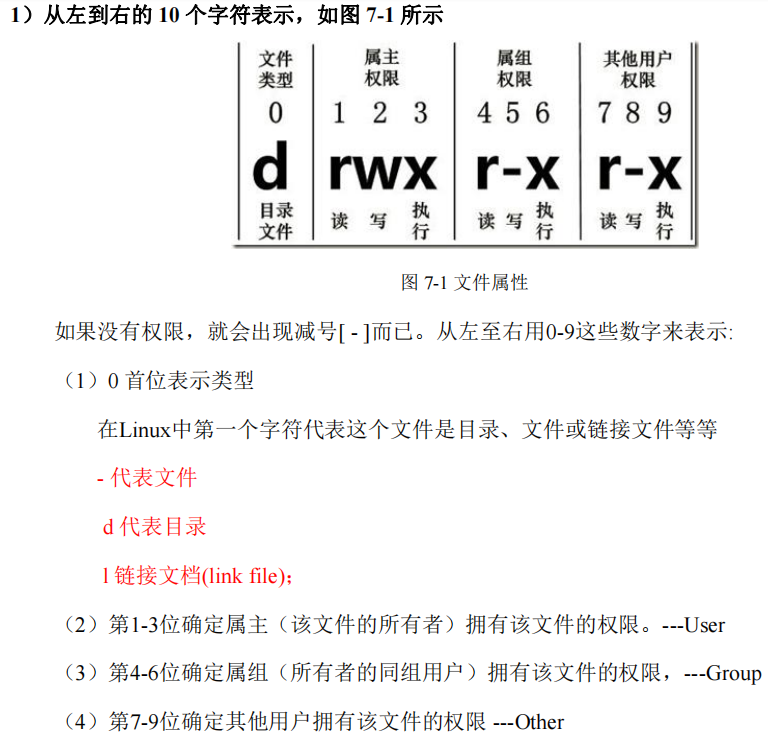 1）从左到右的 10 个字符表示，如图 7-1 所示
文件 属主 属组 其他用户
类型 权限 权限 权限
0 1 2 3 4 5 6 7 8 9
d rwx r-x r-x
目录 读 写 执 读 写 执 读 写 执
文件 行 行 行
图 7-1 文件属性
如果没有权限，就会出现减号[ - ]而已。从左至右用0-9这些数字来表示:
（1）0 首位表示类型
在Linux中第一个字符代表这个文件是目录、文件或链接文件等等
- 代表文件
d 代表目录
l 链接文档(link file);
（2）第1-3位确定属主（该文件的所有者）拥有该文件的权限。---User
（3）第4-6位确定属组（所有者的同组用户）拥有该文件的权限，---Group
（4）第7-9位确定其他用户拥有该文件的权限 ---Other